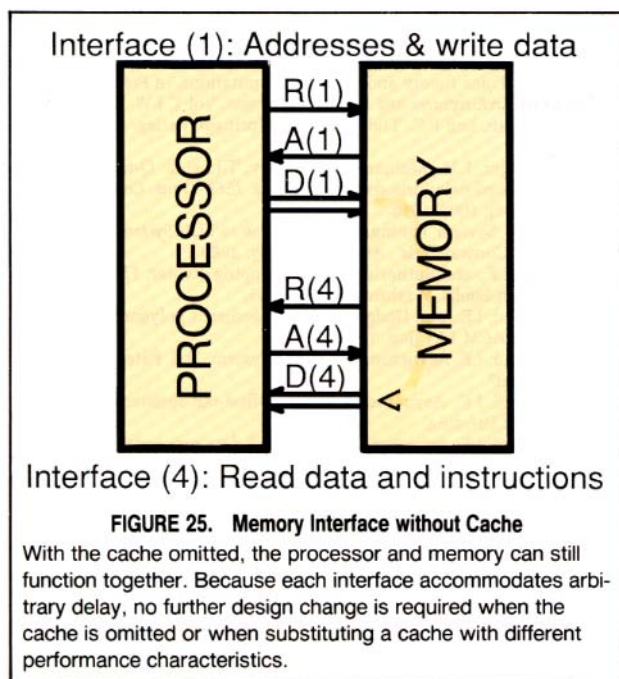 Interface (1): Addresses & write data
PROCESSOR
R(1)
A(1)
D(1)
R(4)
A(4)
D(4)
MEMORY
<
Interface (4): Read data and instructions
FIGURE 25. Memory Interface without Cache
With the cache omitted, the processor and memory can still
function together. Because each interface accommodates arbi-
trary delay, no further design change is required when the
cache is omitted or when substituting a cache with different
performance characteristics.